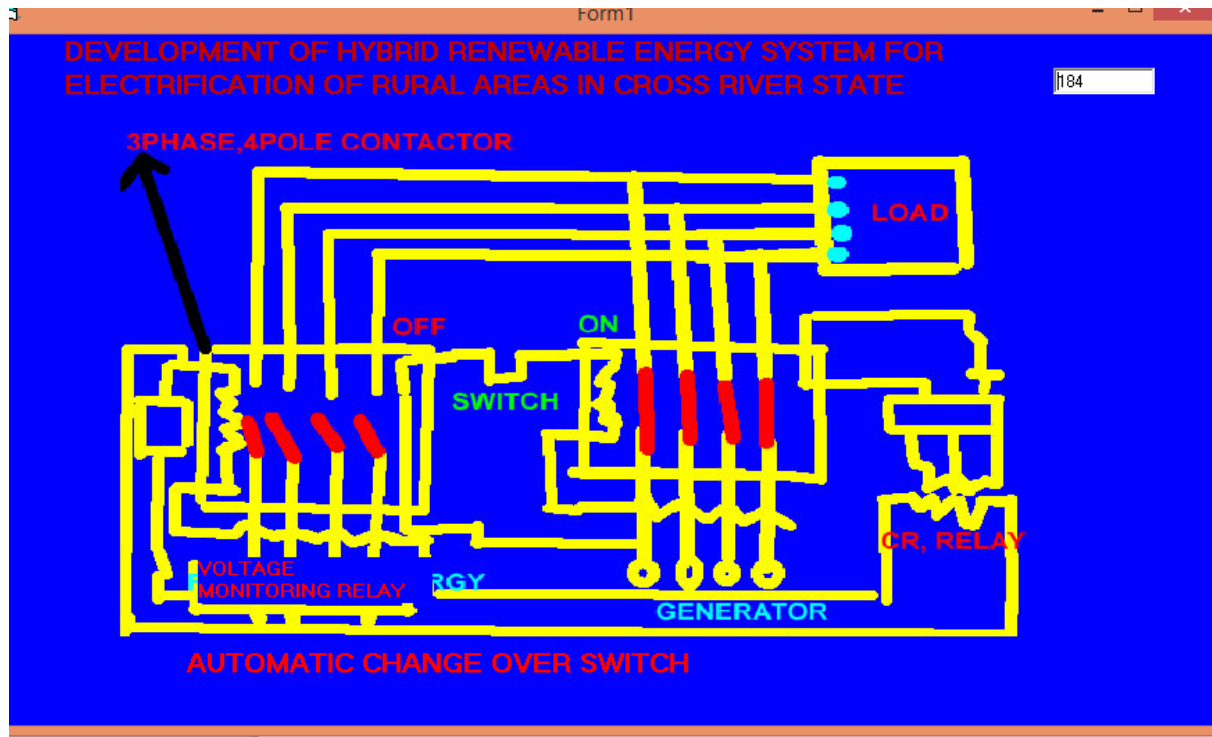 Form1
DEVELOPMENT OF HYBRID RENEWABLE ENERGY SYSTEM FOR
ELECTRIFICATION OF RURAL AREAS IN CROSS RIVER STATE
184
3PHASE,4POLE CONTACTOR
LOAD
OFF
ON
SWITCH
CR, RELAY
VOLTAGE
MONITORING RELAY
RGY
GENERATOR
AUTOMATIC CHANGE OVER SWITCH